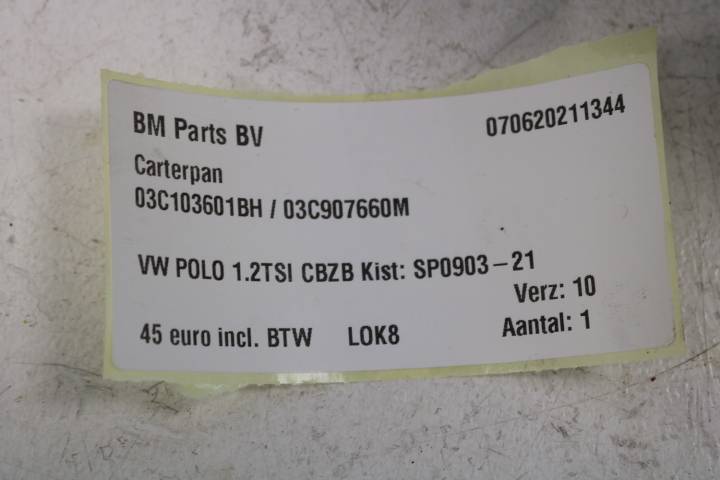 BM Parts BV 070620211344
Carterpan
03C103601BH / 03C907660M
VW POLO 1.2TSI CBZB Kist: SP0903-21
Verz: 10
45 euro incl. BTW LOK8 Aantal: 1